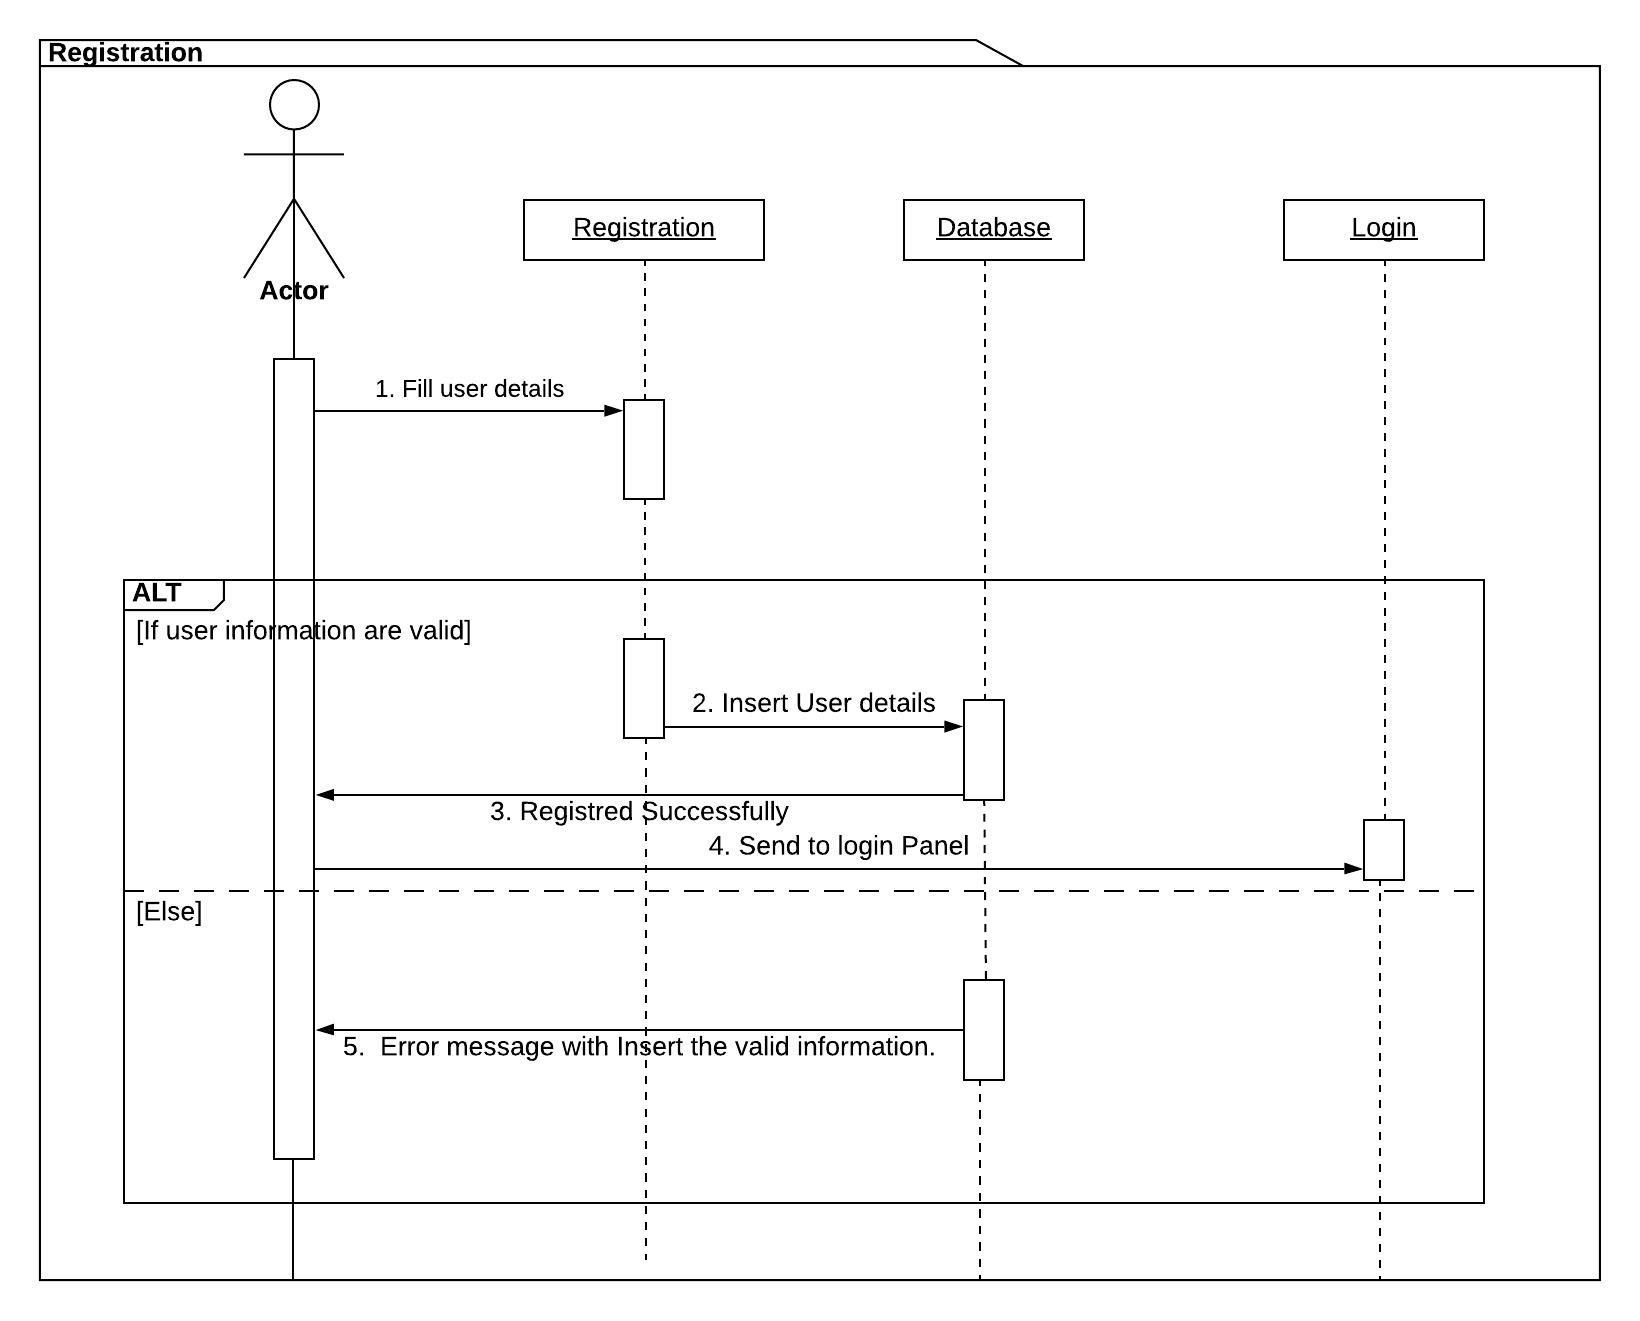 Registration
Actor
Registration
Database
Login
1. Fill user details
ALT
[If user information are valid]
2. Insert User details
3. Registred Successfully
4. Send to login Panel
[Else]
5.  Error message with Insert the valid information.